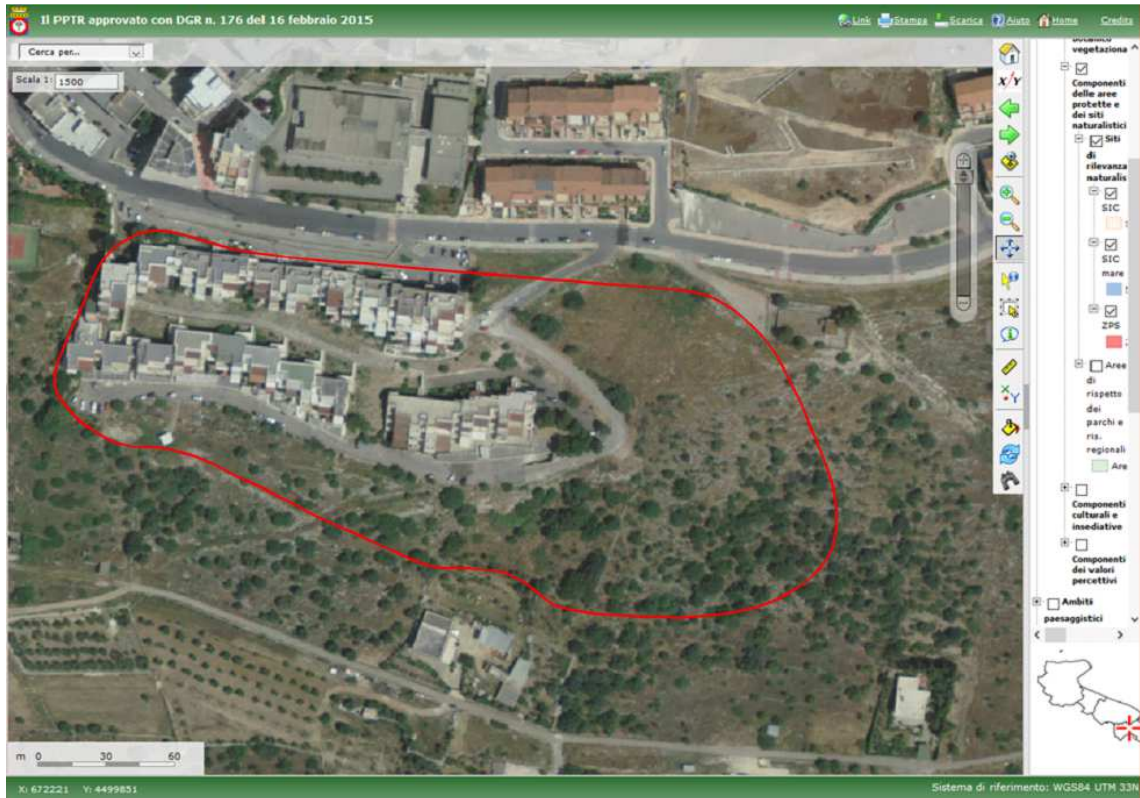 Il PPTR approvato con DGR n. 176 del 16 febbraio 2015
Link Stampa Scarica Aiuto Home Credits
Cerca per...
Scala 1: 1500
vegetaziona
Componenti
delle aree
protette e
dei siti
naturalistici
Siti
di
rilevanza
naturalis
SIC
SIC
mare
ZPS
Aree
di
rispetto
dei
parchi e
ris.
regionali
Are
Componenti
culturali e
insediative
Componenti
dei valori
percettivi
Ambiti
paesaggistici
m 0 30 60
X: 672221 Y: 4499851
Sistema di riferimento: WGS84 UTM 33N